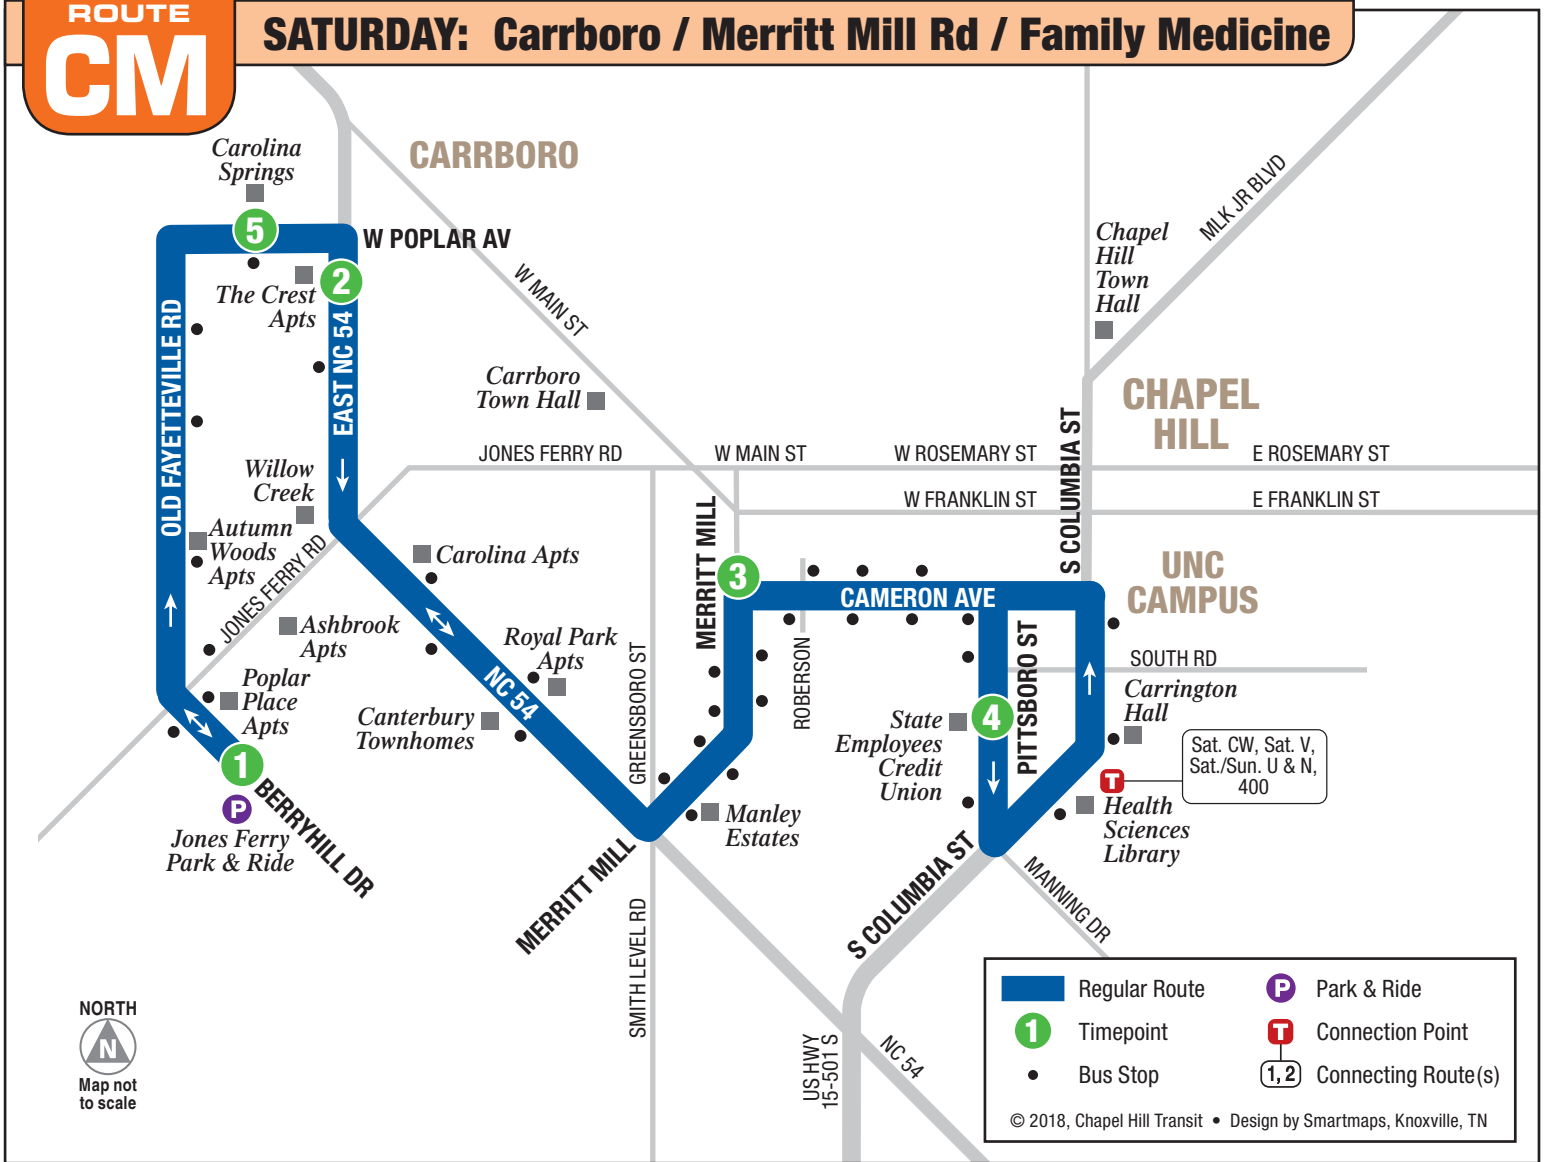 ROUTE
CM
SATURDAY: Carrboro / Merritt Mill Rd / Family Medicine
Carolina
Springs
CARRBORO
5
W POPLAR AV
2
The Crest
Apts
EAST NC 54
OLD FAYETTEVILLE RD
W MAIN ST
Carrboro
Town Hall
Chapel
Hill
Town
Hall
MLK JR BLVD
CHAPEL
HILL
JONES FERRY RD
W MAIN ST
W ROSEMARY ST
E ROSEMARY ST
W FRANKLIN ST
E FRANKLIN ST
S COLUMBIA ST
Willow
Creek
Autumn
Woods
Apts
JONES FERRY RD
Carolina Apts
MERRITT MILL
3
CAMERON AVE
UNC
CAMPUS
Ashbrook
Apts
Royal Park
Apts
NC 54
GREENSBORO ST
ROBERSON
PITTSBORO ST
SOUTH RD
Poplar
Place
Apts
Canterbury
Townhomes
State
Employees
Credit
Union
4
Carrington
Hall
Sat. CW, Sat. V,
Sat./Sun. U & N,
400
T
Health
Sciences
Library
1
P
BERRYHILL DR
Jones Ferry
Park & Ride
Manley
Estates
MERRITT MILL
S COLUMBIA ST
MANNING DR
SMITH LEVEL RD
US HWY
15-501 S
NC 54
NORTH
N
Map not
to scale
Regular Route
P
Park & Ride
1
Timepoint
T
Connection Point
Bus Stop
1, 2
Connecting Route(s)
© 2018, Chapel Hill Transit • Design by Smartmaps, Knoxville, TN